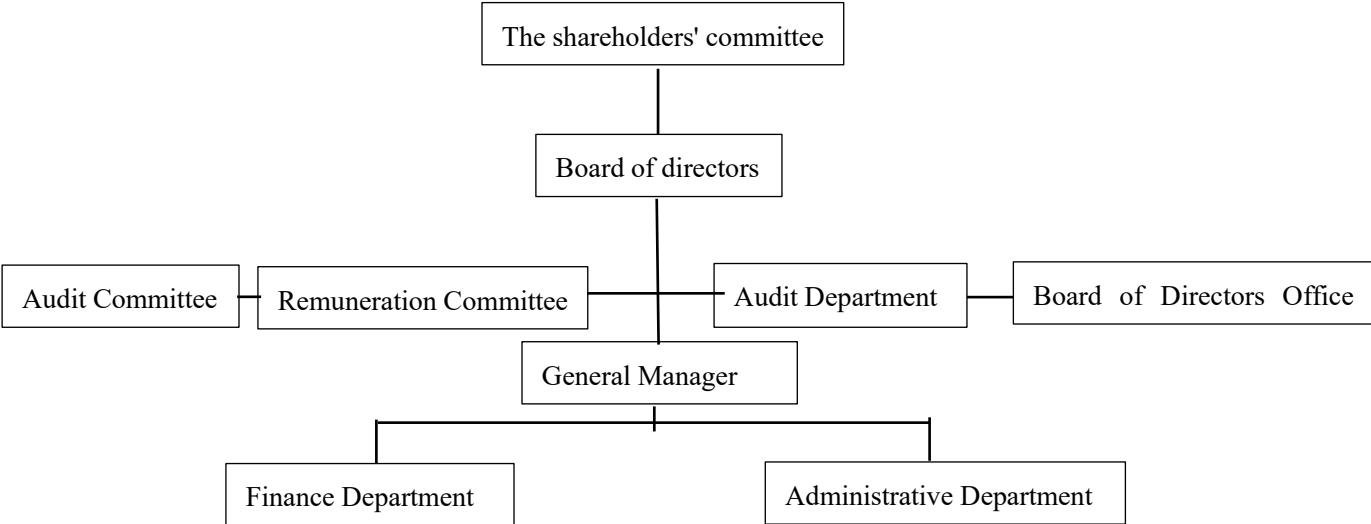 The shareholders' committee
Board of directors
Audit Committee
Remuneration Committee
Audit Department
Board of Directors Office
General Manager
Finance Department
Administrative Department